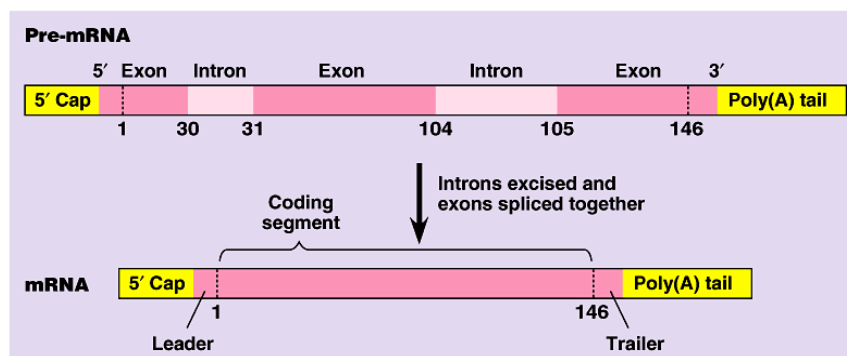 Pre-mRNA
5′ Exon Intron Exon Intron Exon 3′
5′ Cap Poly(A) tail
1 30 31 104 105 146
Introns excised and
exons spliced together
Coding
segment
mRNA 5′ Cap Poly(A) tail
1 146
Leader Trailer